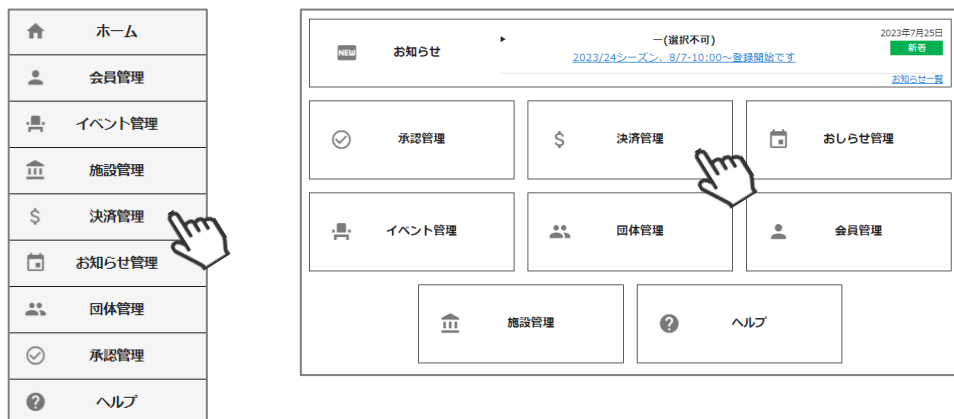 ホーム
会員管理
イベント管理
施設管理
決済管理
お知らせ管理
団体管理
承認管理
ヘルプ
NEW
お知らせ
ー(選択不可)
2023年7月25日
新着
2023/24シーズン、8/7-10:00～登録開始です
お知らせ一覧
承認管理
決済管理
おしらせ管理
イベント管理
団体管理
会員管理
施設管理
ヘルプ